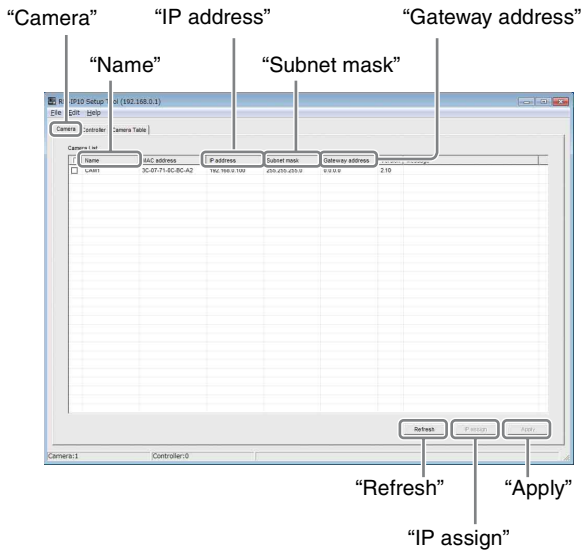 “Camera”
“IP address”
“Gateway address”
“Name”
“Subnet mask”
IP10 Setup Tool (192.168.0.1)
File Edit Help
Camera Controller Camera Table
Camera List
Name MAC address IP address Subnet mask Gateway address Version Message
CAM1 3C-07-71-8C-BC-A2 192.168.0.100 255.255.255.0 0.0.0.0 2.10
Refresh IP assign Apply
Camera:1 Controller:0
“Refresh”
“Apply”
“IP assign”